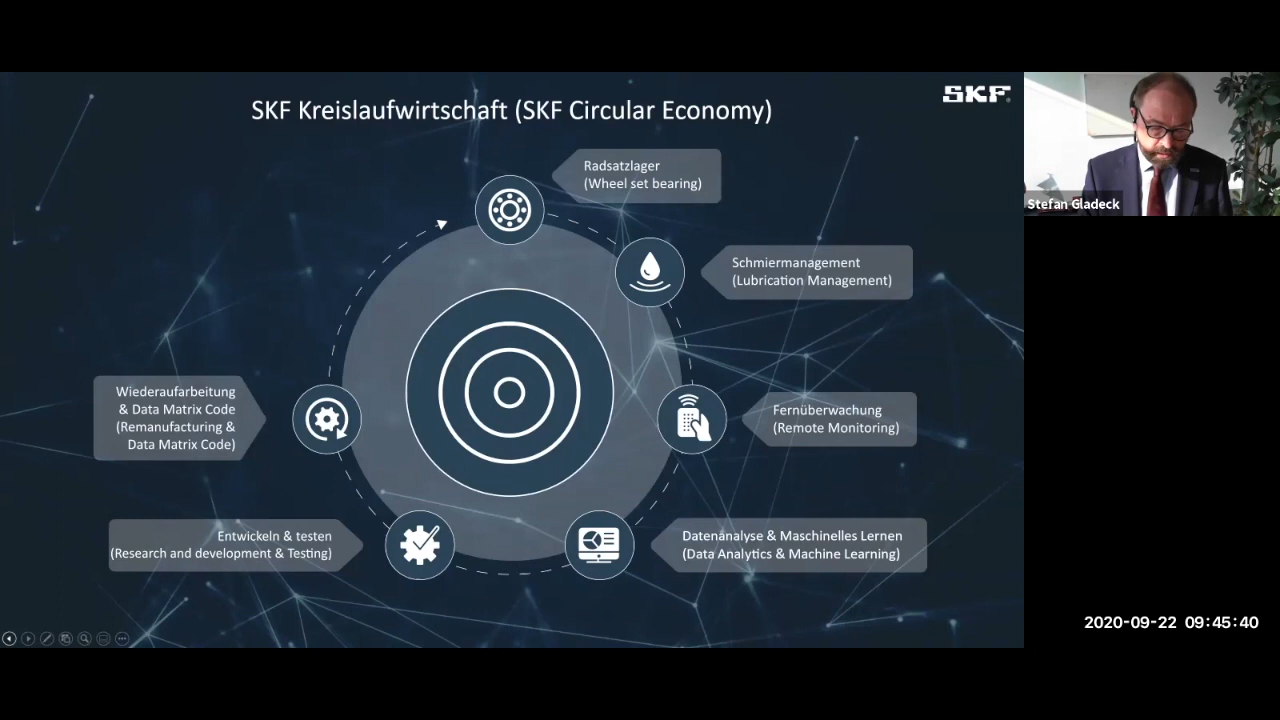 SKF Kreislaufwirtschaft (SKF Circular Economy)
SKF
Stefan Gladeck
Radsatzlager
(Wheel set bearing)
Schmiermanagement
(Lubrication Management)
Fernüberwachung
(Remote Monitoring)
Datenanalyse & Maschinelles Lernen
(Data Analytics & Machine Learning)
Entwickeln & testen
(Research and development & Testing)
Wiederaufarbeitung
& Data Matrix Code
(Remanufacturing &
Data Matrix Code)
2020-09-22 09:45:40